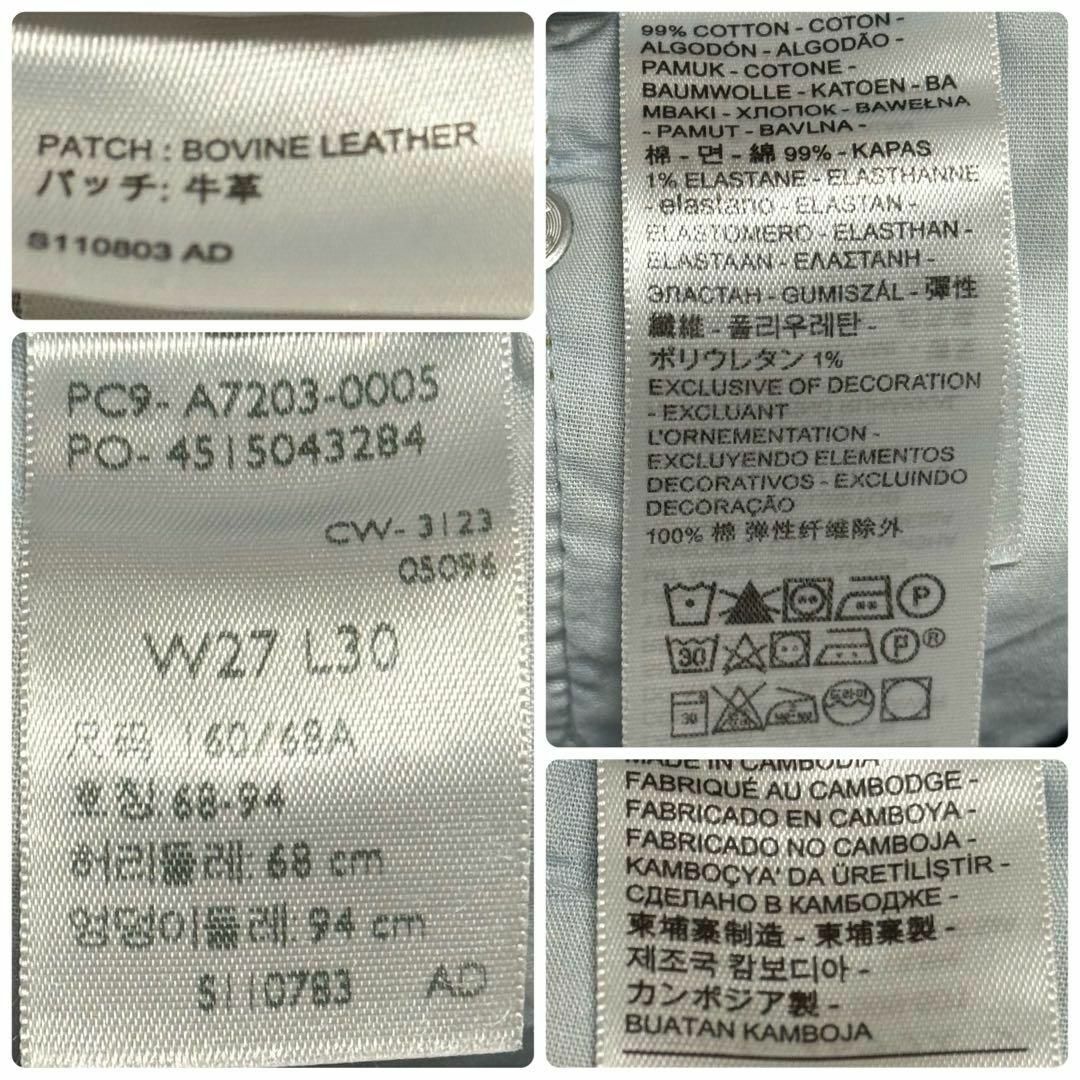 PATCH : BOVINE LEATHER
パッチ: 牛革
S110803 AD
PC9- A7203-0005
PO- 4515043284
CW- 3123
05096
W27 L30
尺码 160/68A
호칭: 68-94
허리둘레: 68 cm
엉덩이둘레: 94 cm
S110783 AD
99% COTTON - COTON -
ALGODÓN - ALGODÃO -
PAMUK - COTONE -
BAUMWOLLE - KATOEN - BA
MBAKI - ХЛОПОК - BAWEŁNA
- PAMUT - BAVLNA -
棉 - 면 - 綿 99% - KAPAS
1% ELASTANE - ELASTHANNE
- elastano - ELASTAN -
ELASTOMERO - ELASTHAN -
ELASTAAN - ΕΛΑΣΤΑΝΗ -
ЭЛАСТАН - GUMISZÁL - 彈性
纖維 - 폴리우레탄 -
ポリウレタン 1%
EXCLUSIVE OF DECORATION
- EXCLUANT
L'ORNEMENTATION -
EXCLUYENDO ELEMENTOS
DECORATIVOS - EXCLUINDO
DECORAÇÃO
100% 棉 弹性纤维除外
P
30 P®
30 드라이
MADE IN CAMBODIA
FABRIQUÉ AU CAMBODGE -
FABRICADO EN CAMBOYA -
FABRICADO NO CAMBOJA -
KAMBOÇYA' DA ÜRETİLİŞTİR -
СДЕЛАНО В КАМБОДЖЕ -
柬埔寨制造 - 柬埔寨製 -
제조국 캄보디아 -
カンボジア製 -
BUATAN KAMBOJA